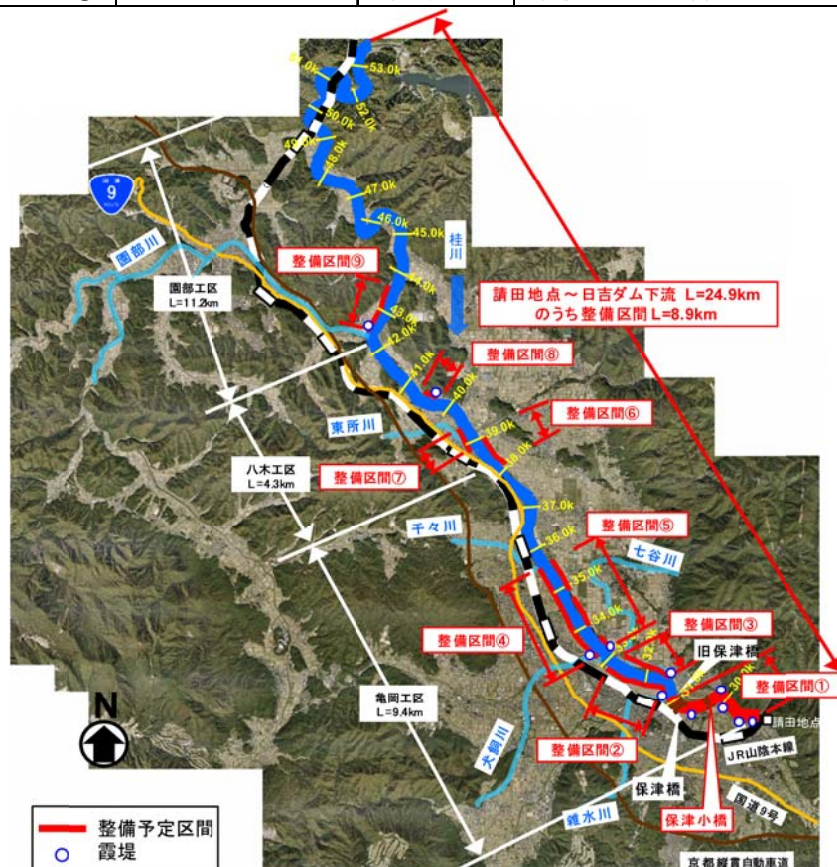 53.0k
51.0k
52.0k
50.0k
49.0k
48.0k
9
47.0k
46.0k
45.0k
桂川
園部川
整備区間⑨
44.0k
園部工区
L=11.2km
請田地点～日吉ダム下流 L=24.9km
のうち整備区間 L=8.9km
43.0k
42.0k
整備区間⑧
41.0k
40.0k
整備区間⑥
東所川
39.0k
八木工区
L=4.3km
38.0k
整備区間⑦
37.0k
整備区間⑤
千々川
36.0k
七谷川
35.0k
34.0k
整備区間④
整備区間③
旧保津橋
亀岡工区
L=9.4km
30.0k
整備区間①
N
請田地点
犬飼川
整備区間②
JR山陰本線
保津橋
国道9号
雑水川
保津小橋
整備予定区間
霞堤
京都縦貫自動車道